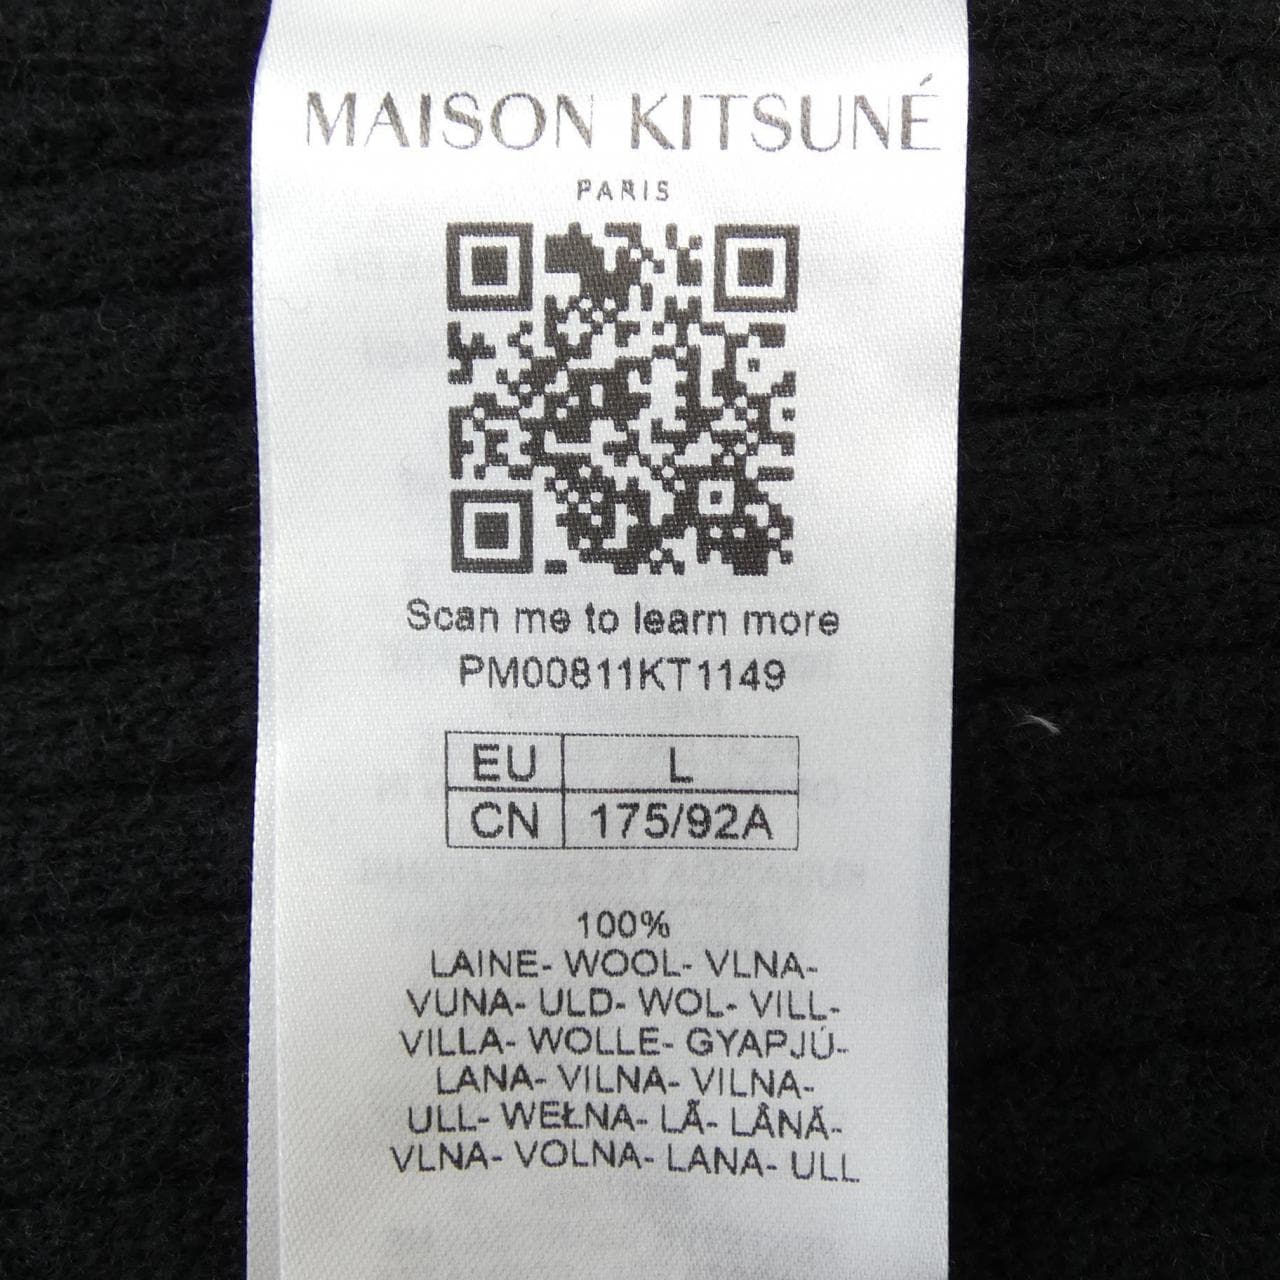 MAISON KITSUNÉ
PARIS
Scan me to learn more
PM00811KT1149
EU L
CN 175/92A
100%
LAINE- WOOL- VLNA-
VUNA- ULD- WOL- VILL-
VILLA- WOLLE- GYAPJÚ-
LANA- VILNA- VILNA-
ULL- WEŁNA- LÃ- LÂNĂ-
VLNA- VOLNA- LANA- ULL